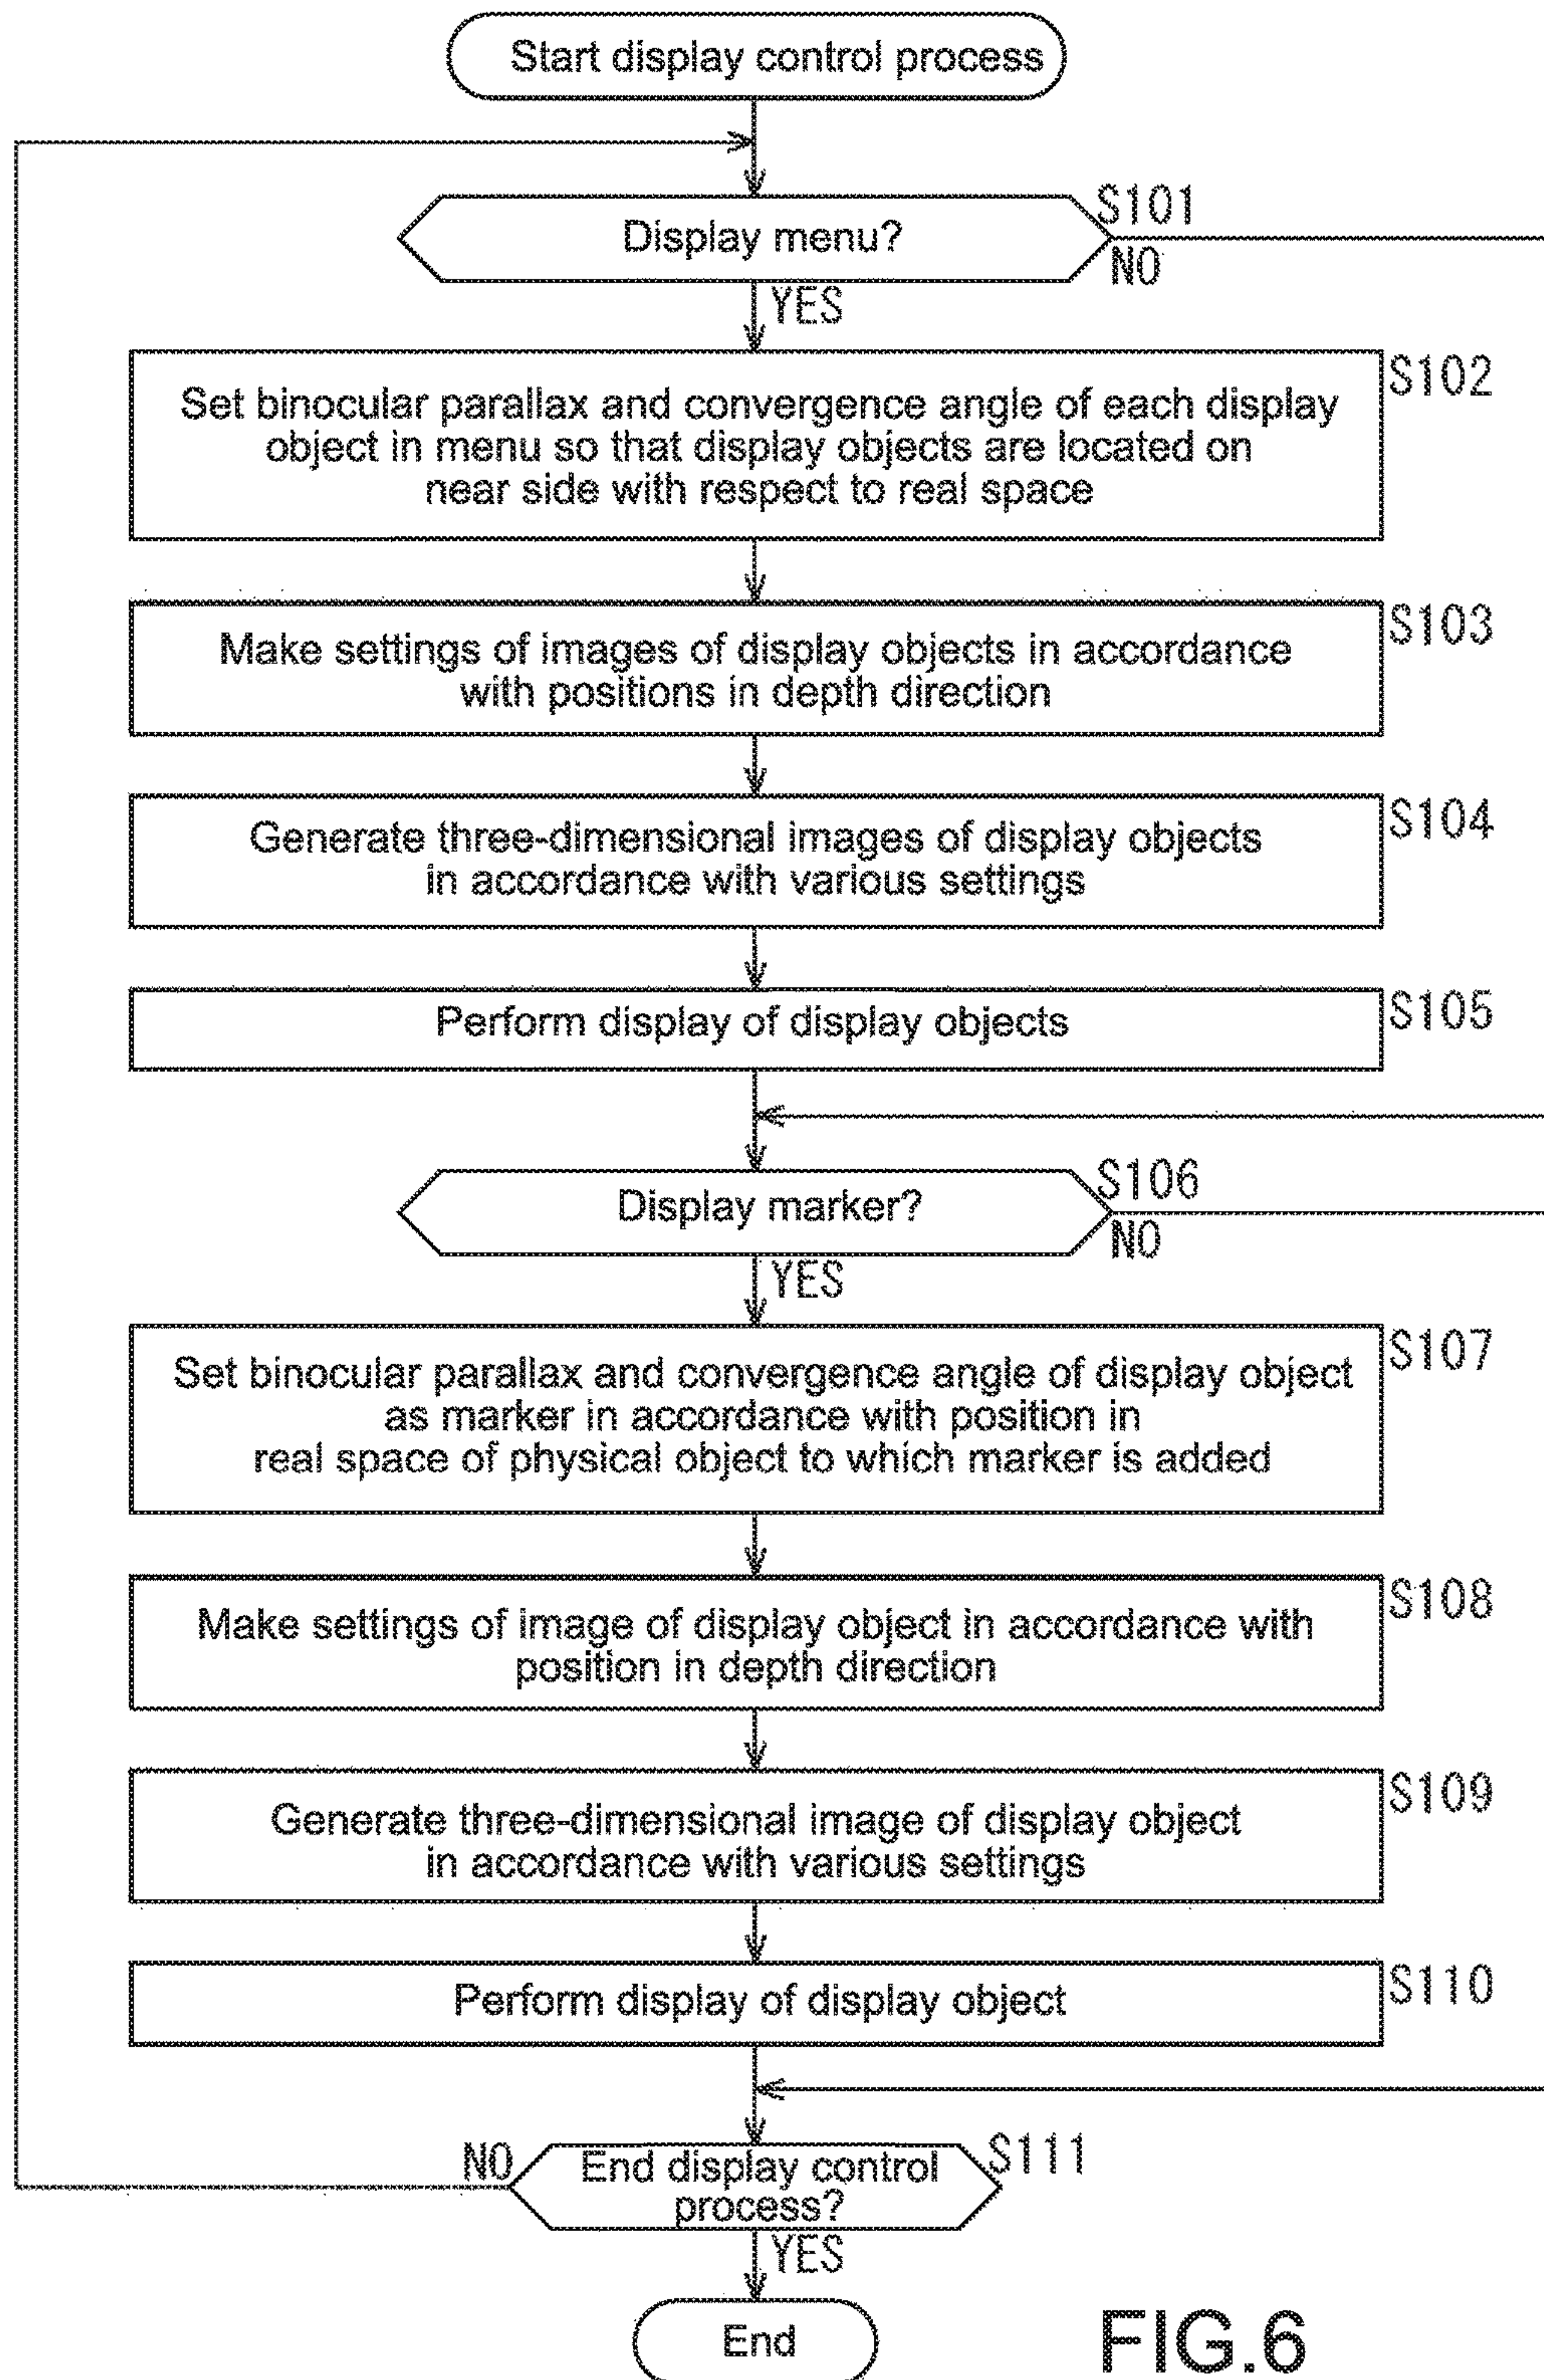 Start display control process
S101
Display menu?
NO
YES
S102
Set binocular parallax and convergence angle of each display
object in menu so that display objects are located on
near side with respect to real space
S103
Make settings of images of display objects in accordance
with positions in depth direction
S104
Generate three-dimensional images of display objects
in accordance with various settings
S105
Perform display of display objects
S106
Display marker?
NO
YES
S107
Set binocular parallax and convergence angle of display object
as marker in accordance with position in
real space of physical object to which marker is added
S108
Make settings of image of display object in accordance with
position in depth direction
S109
Generate three-dimensional image of display object
in accordance with various settings
S110
Perform display of display object
NO
S111
End display control
process?
YES
End
FIG.6